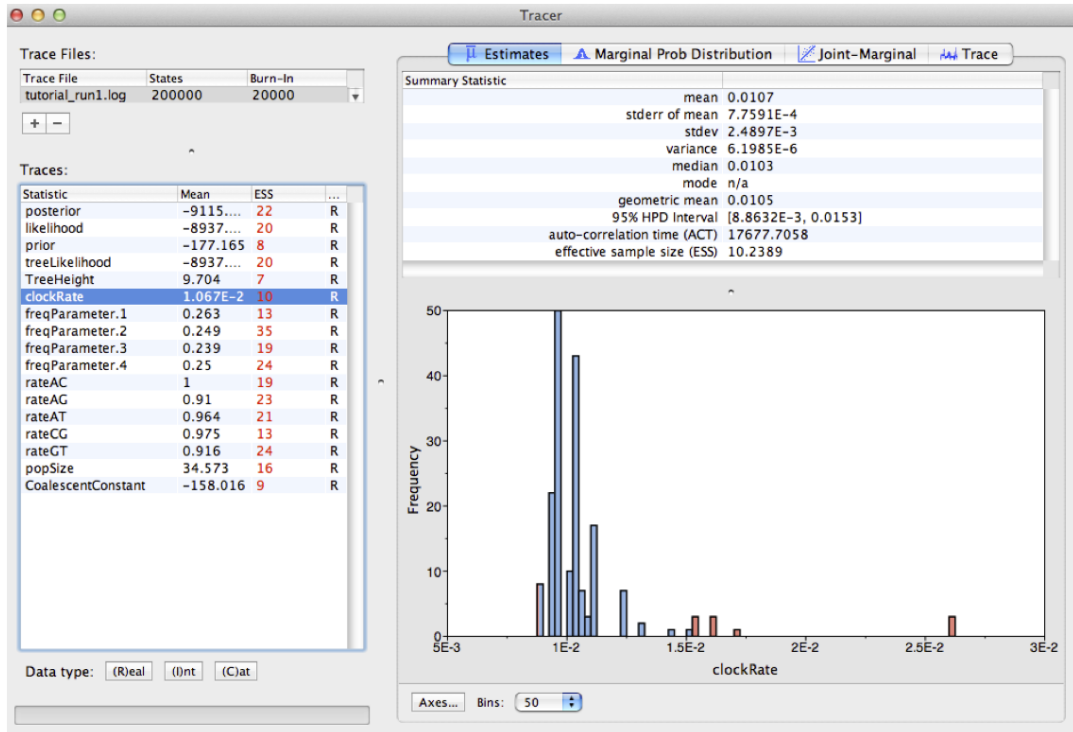 Tracer
Trace Files:
Trace File States Burn-In
tutorial_run1.log 200000 20000
+ −
Traces:
Statistic Mean ESS ...
posterior -9115.... 22 R
likelihood -8937.... 20 R
prior -177.165 8 R
treeLikelihood -8937.... 20 R
TreeHeight 9.704 7 R
clockRate 1.067E-2 10 R
freqParameter.1 0.263 13 R
freqParameter.2 0.249 35 R
freqParameter.3 0.239 19 R
freqParameter.4 0.25 24 R
rateAC 1 19 R
rateAG 0.91 23 R
rateAT 0.964 21 R
rateCG 0.975 13 R
rateGT 0.916 24 R
popSize 34.573 16 R
CoalescentConstant -158.016 9 R
Data type: (R)eal (I)nt (C)at
Estimates Marginal Prob Distribution Joint-Marginal Trace
Summary Statistic
mean 0.0107
stderr of mean 7.7591E-4
stdev 2.4897E-3
variance 6.1985E-6
median 0.0103
mode n/a
geometric mean 0.0105
95% HPD Interval [8.8632E-3, 0.0153]
auto-correlation time (ACT) 17677.7058
effective sample size (ESS) 10.2389
50
40
30
20
10
0
Frequency
5E-3 1E-2 1.5E-2 2E-2 2.5E-2 3E-2
clockRate
Axes... Bins: 50